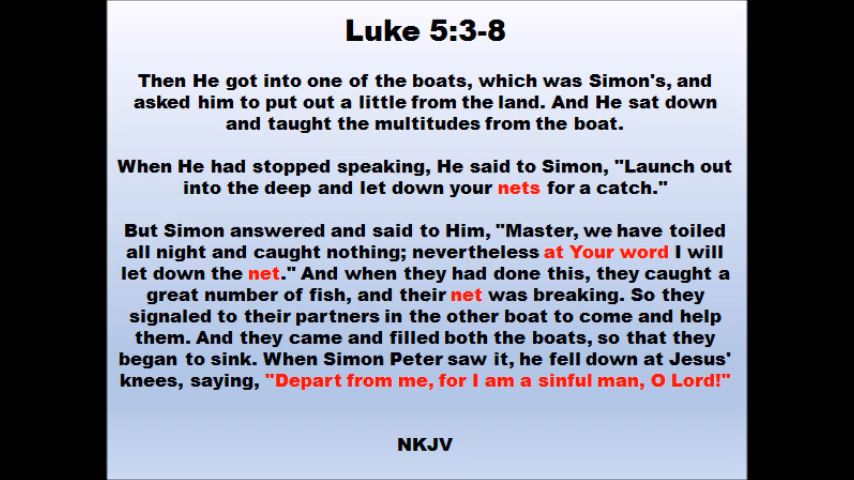 Luke 5:3-8
Then He got into one of the boats, which was Simon's, and
asked him to put out a little from the land. And He sat down
and taught the multitudes from the boat.
When He had stopped speaking, He said to Simon, "Launch out
into the deep and let down your nets for a catch."
But Simon answered and said to Him, "Master, we have toiled
all night and caught nothing; nevertheless at Your word I will
let down the net." And when they had done this, they caught a
great number of fish, and their net was breaking. So they
signaled to their partners in the other boat to come and help
them. And they came and filled both the boats, so that they
began to sink. When Simon Peter saw it, he fell down at Jesus'
knees, saying, "Depart from me, for I am a sinful man, O Lord!"
NKJV